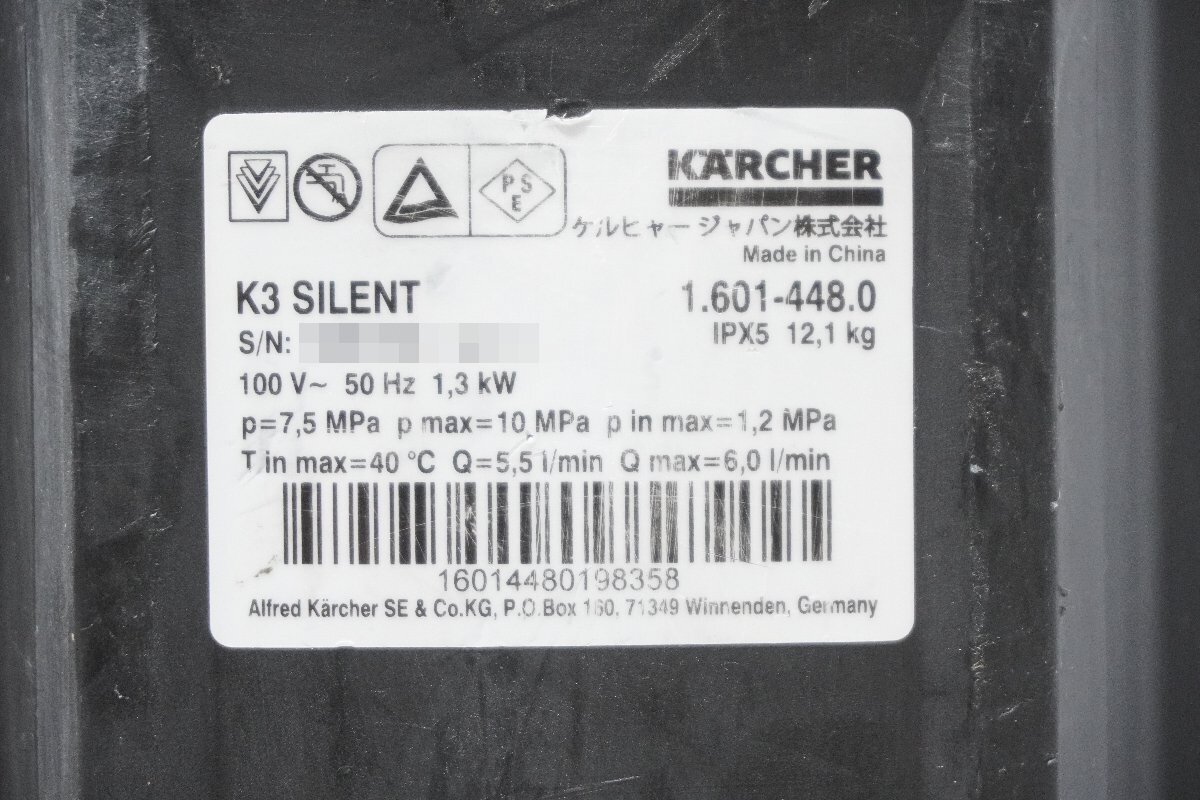 PSE
KÄRCHER
ケルヒャー ジャパン株式会社
Made in China
K3 SILENT 1.601-448.0
S/N: IPX5 12,1 kg
100 V~ 50 Hz 1,3 kW
p=7,5 MPa p max=10 MPa p in max=1,2 MPa
T in max=40 °C Q=5,5 l/min Q max=6,0 l/min
16014480198358
Alfred Kärcher SE & Co.KG, P.O.Box 160, 71349 Winnenden, Germany